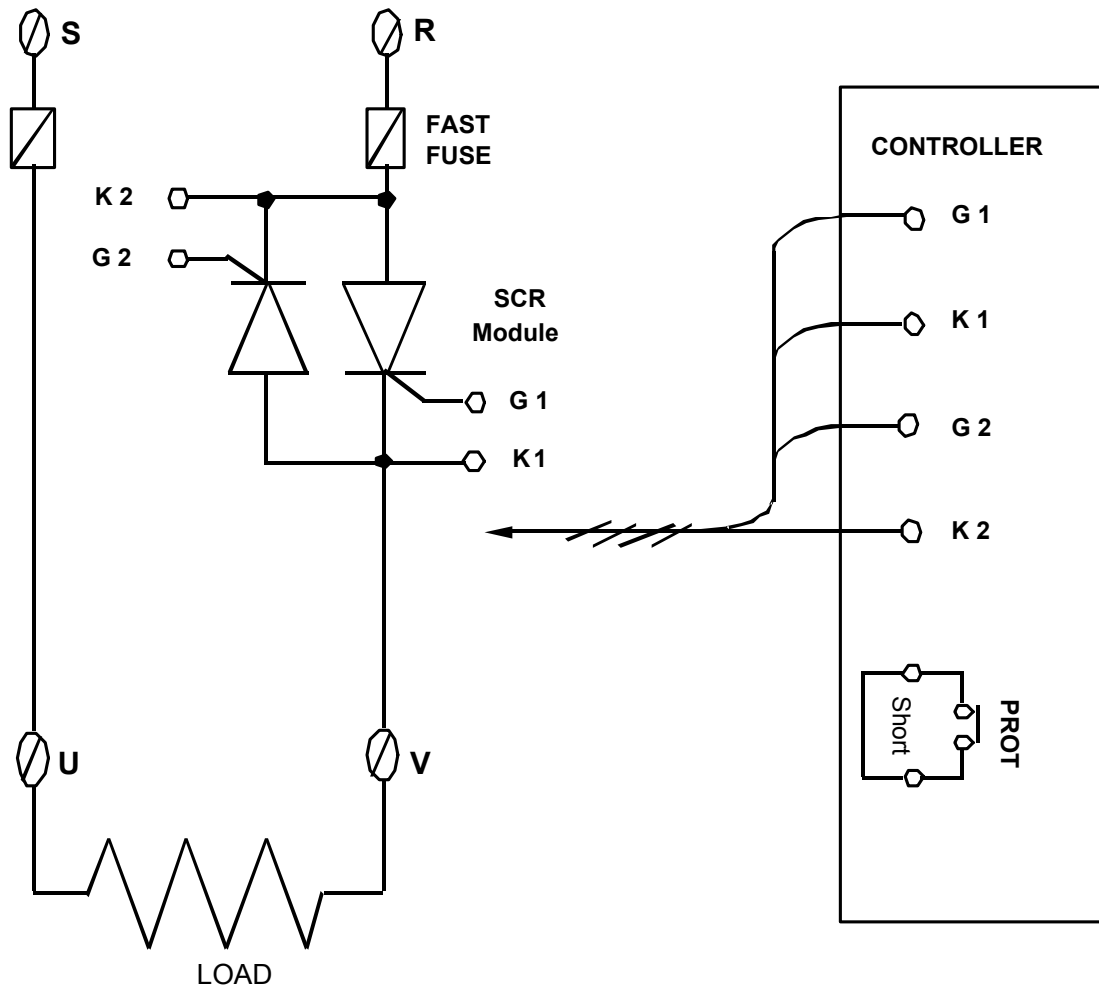 S
R
FAST
FUSE
K 2
G 2
SCR
Module
G 1
K1
U
V
LOAD
CONTROLLER
G 1
K 1
G 2
K 2
Short
PROT